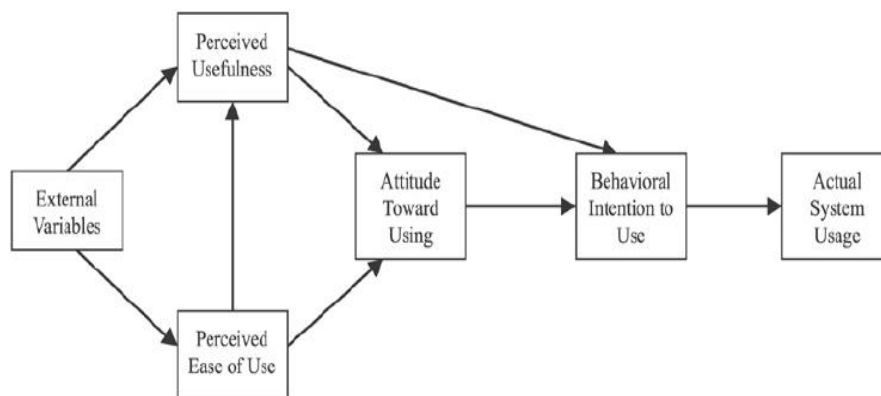 Perceived
Usefulness
External
Variables
Attitude
Toward
Using
Behavioral
Intention to
Use
Actual
System
Usage
Perceived
Ease of Use